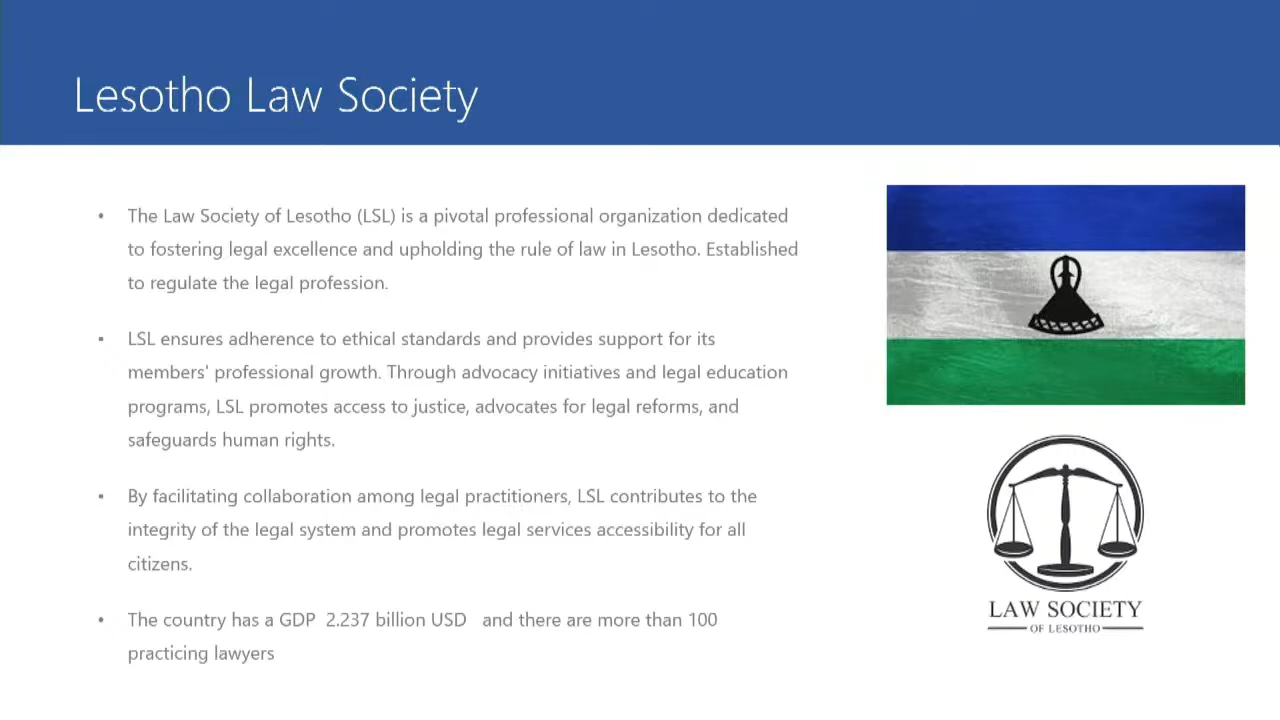 Lesotho Law Society
• The Law Society of Lesotho (LSL) is a pivotal professional organization dedicated
to fostering legal excellence and upholding the rule of law in Lesotho. Established
to regulate the legal profession.
▪ LSL ensures adherence to ethical standards and provides support for its
members' professional growth. Through advocacy initiatives and legal education
programs, LSL promotes access to justice, advocates for legal reforms, and
safeguards human rights.
▪ By facilitating collaboration among legal practitioners, LSL contributes to the
integrity of the legal system and promotes legal services accessibility for all
citizens.
• The country has a GDP 2.237 billion USD and there are more than 100
practicing lawyers
LAW SOCIETY
OF LESOTHO